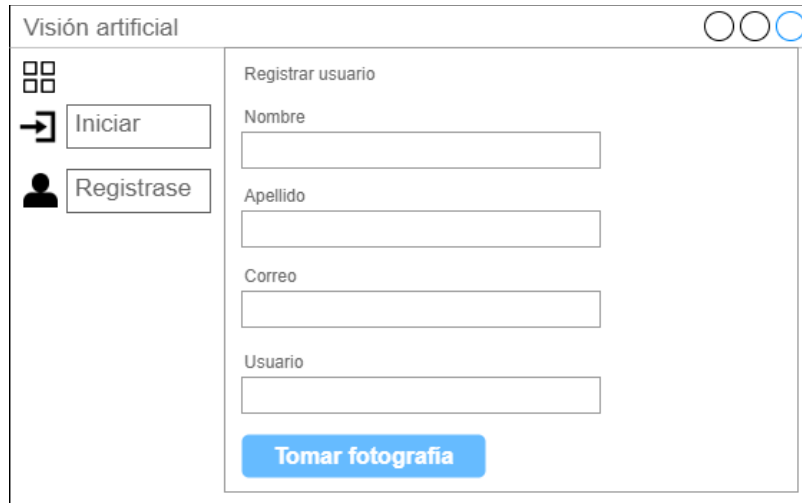 Visión artificial
Iniciar
Registrase
Registrar usuario
Nombre
Apellido
Correo
Usuario
Tomar fotografía